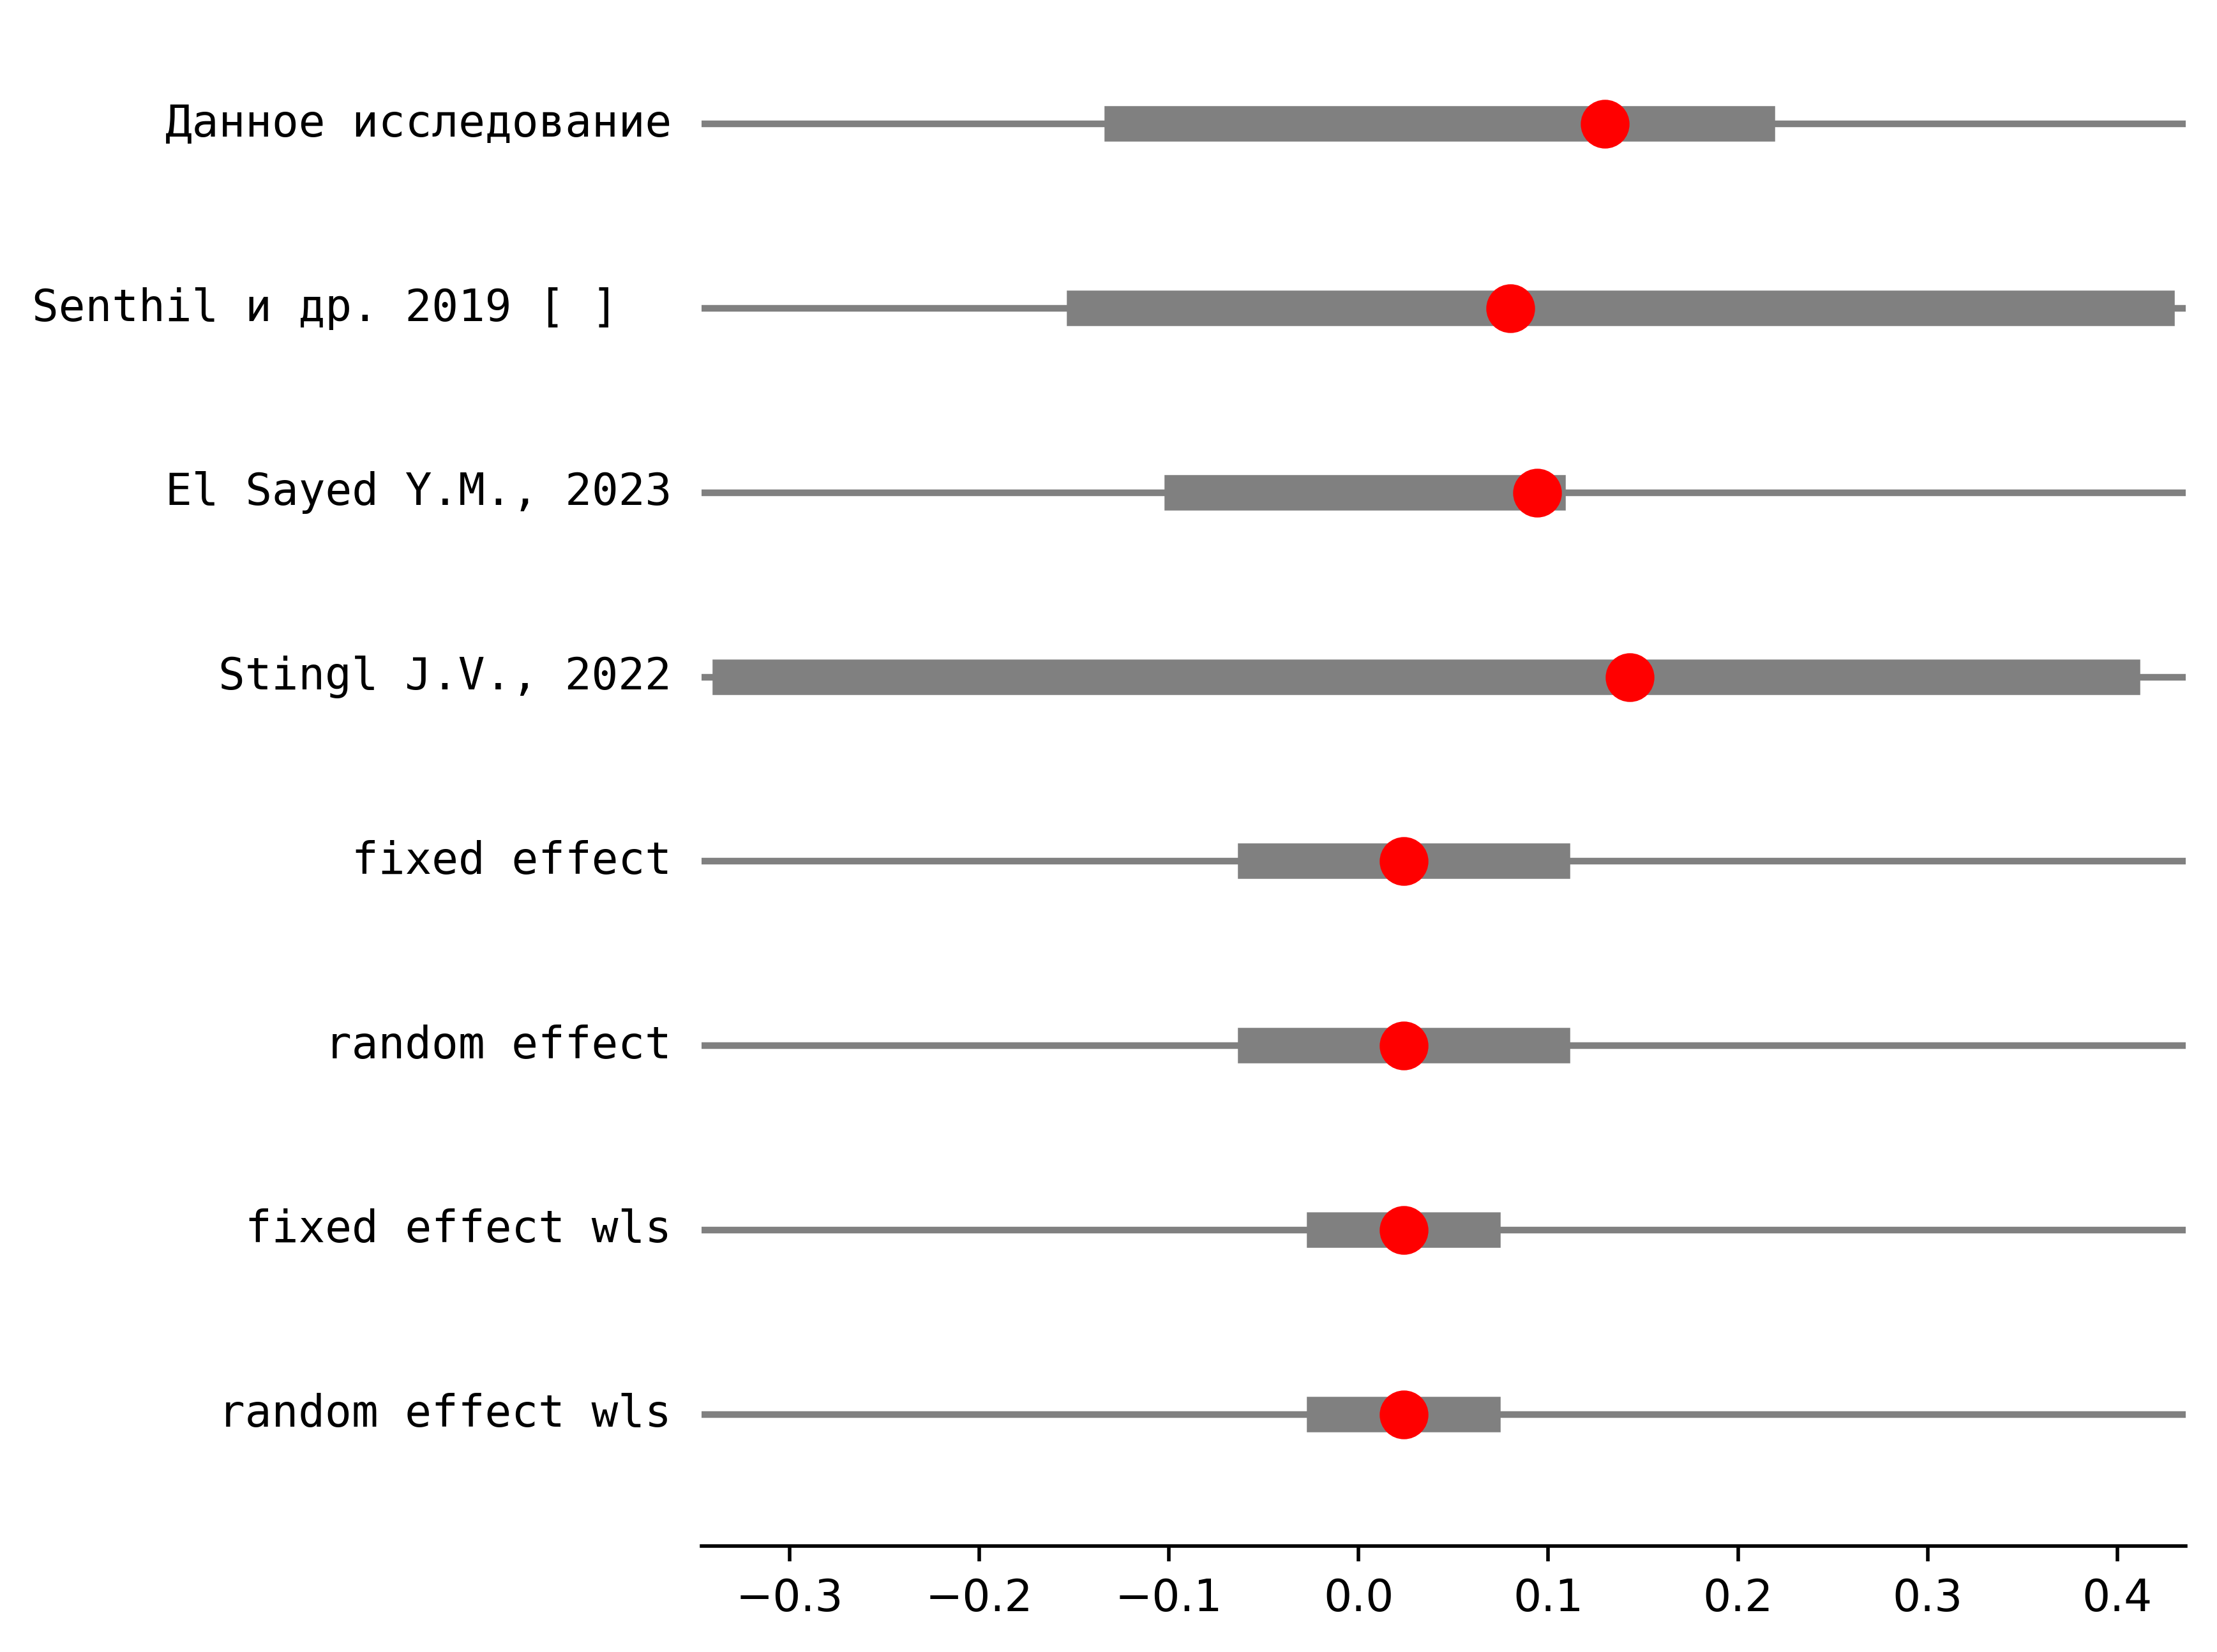 Данное исследование
Senthil и др. 2019 [ ]
El Sayed Y.M., 2023
Stingl J.V., 2022
fixed effect
random effect
fixed effect wls
random effect wls
−0.3 −0.2 −0.1 0.0 0.1 0.2 0.3 0.4